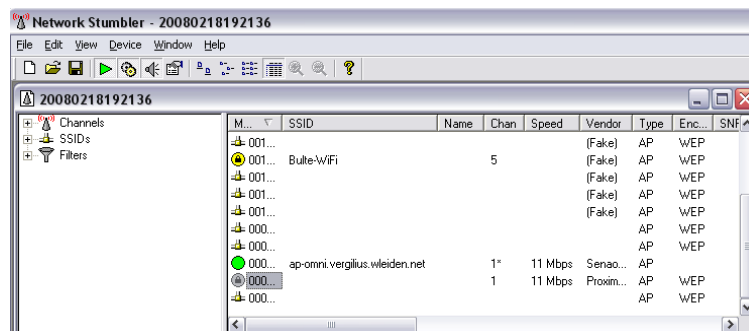 Network Stumbler - 20080218192136
File Edit View Device Window Help
20080218192136
Channels
SSIDs
Filters
M... SSID Name Chan Speed Vendor Type Enc... SNR
001... (Fake) AP WEP
001... Bulte-WiFi 5 (Fake) AP WEP
001... (Fake) AP WEP
001... (Fake) AP WEP
001... (Fake) AP WEP
000... AP WEP
000... AP WEP
000... ap-omni.vergilius.wleiden.net 1* 11 Mbps Senao... AP
000... 1 11 Mbps Proxim... AP WEP
000... AP WEP